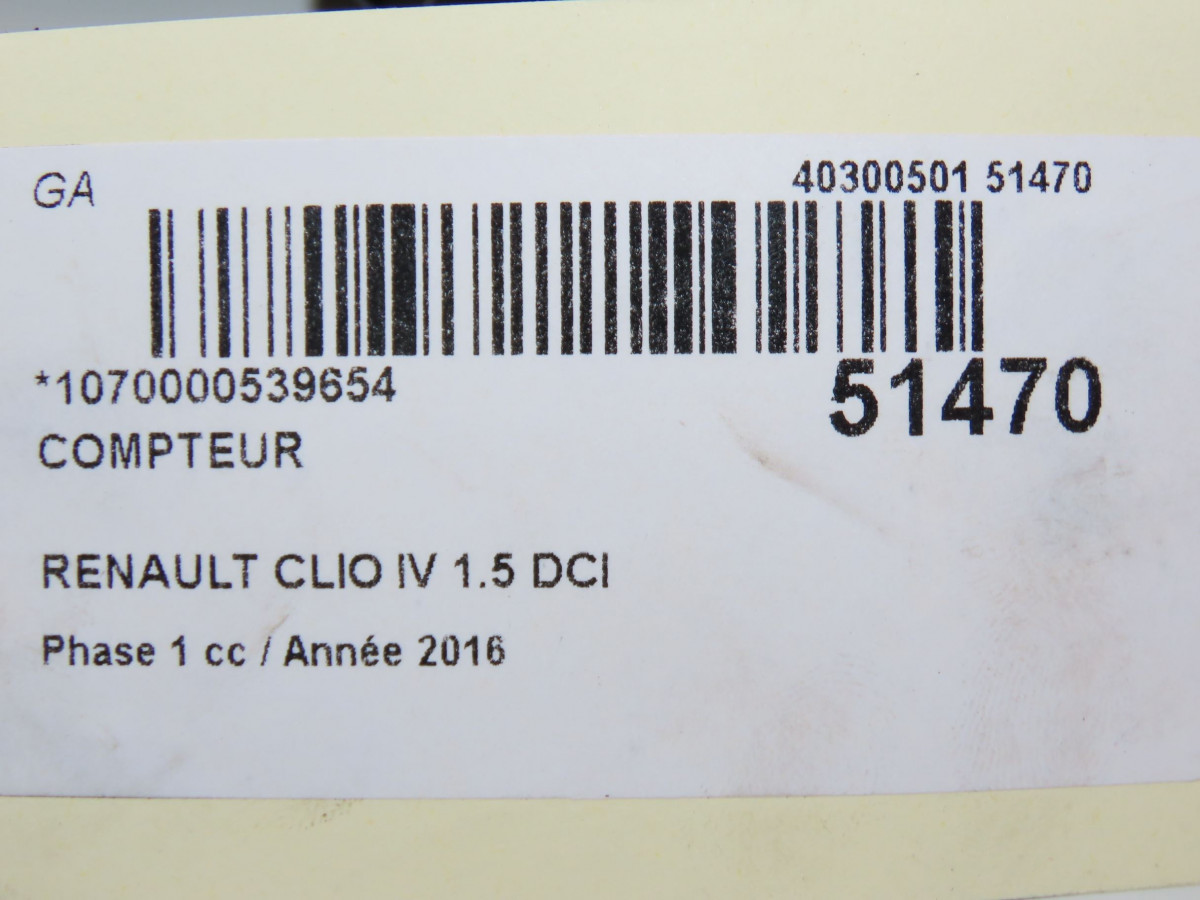 GA
40300501 51470
*1070000539654
51470
COMPTEUR
RENAULT CLIO IV 1.5 DCI
Phase 1 cc / Année 2016